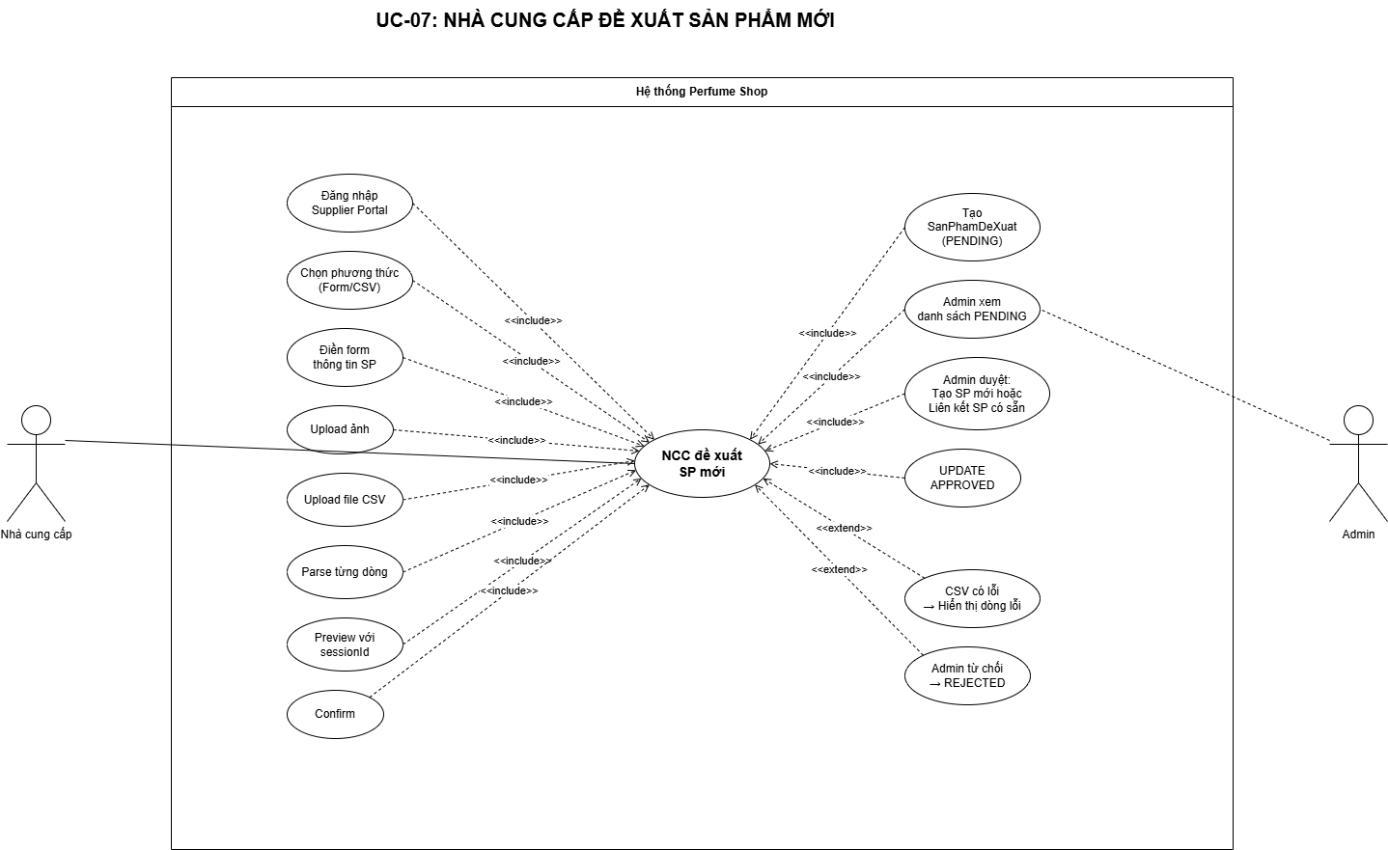 UC-07: NHÀ CUNG CẤP ĐỀ XUẤT SẢN PHẨM MỚI
Hệ thống Perfume Shop
Đăng nhập
Supplier Portal
Chọn phương thức
(Form/CSV)
Điền form
thông tin SP
Upload ảnh
Upload file CSV
Parse từng dòng
Preview với
sessionId
Confirm
<<include>>
<<include>>
<<include>>
<<include>>
<<include>>
<<include>>
<<include>>
<<include>>
NCC đề xuất
SP mới
<<include>>
<<include>>
<<include>>
<<include>>
<<extend>>
<<extend>>
Tạo
SanPhamDeXuat
(PENDING)
Admin xem
danh sách PENDING
Admin duyệt:
Tạo SP mới hoặc
Liên kết SP có sẵn
UPDATE
APPROVED
CSV có lỗi
→ Hiển thị dòng lỗi
Admin từ chối
→ REJECTED
Nhà cung cấp
Admin